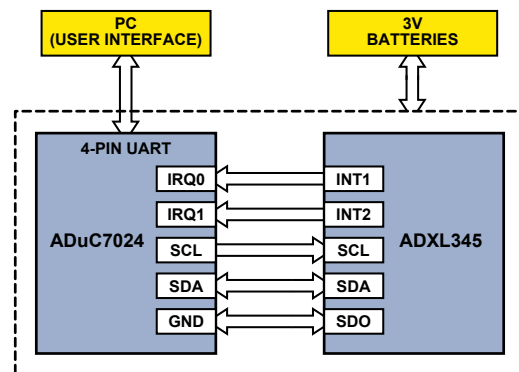 PC
(USER INTERFACE)
3V
BATTERIES
4-PIN UART
IRQ0
INT1
IRQ1
INT2
ADuC7024
ADXL345
SCL
SCL
SDA
SDA
GND
SDO